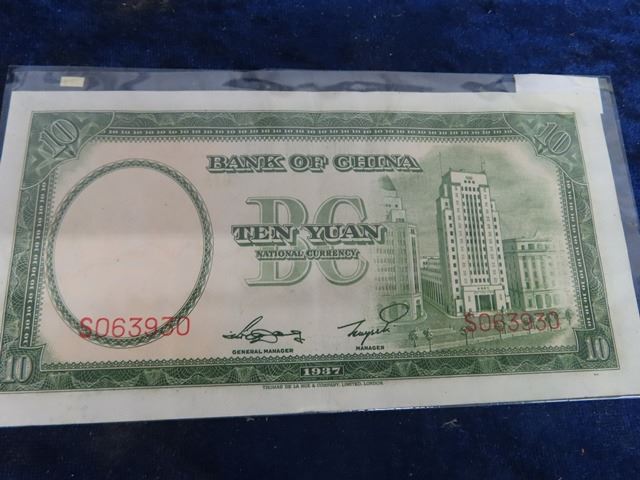 10 10
BANK OF CHINA
BC
TEN YUAN
NATIONAL CURRENCY
S063930 S063930
GENERAL MANAGER MANAGER
10 1937 10
THOMAS DE LA RUE & COMPANY, LIMITED, LONDON